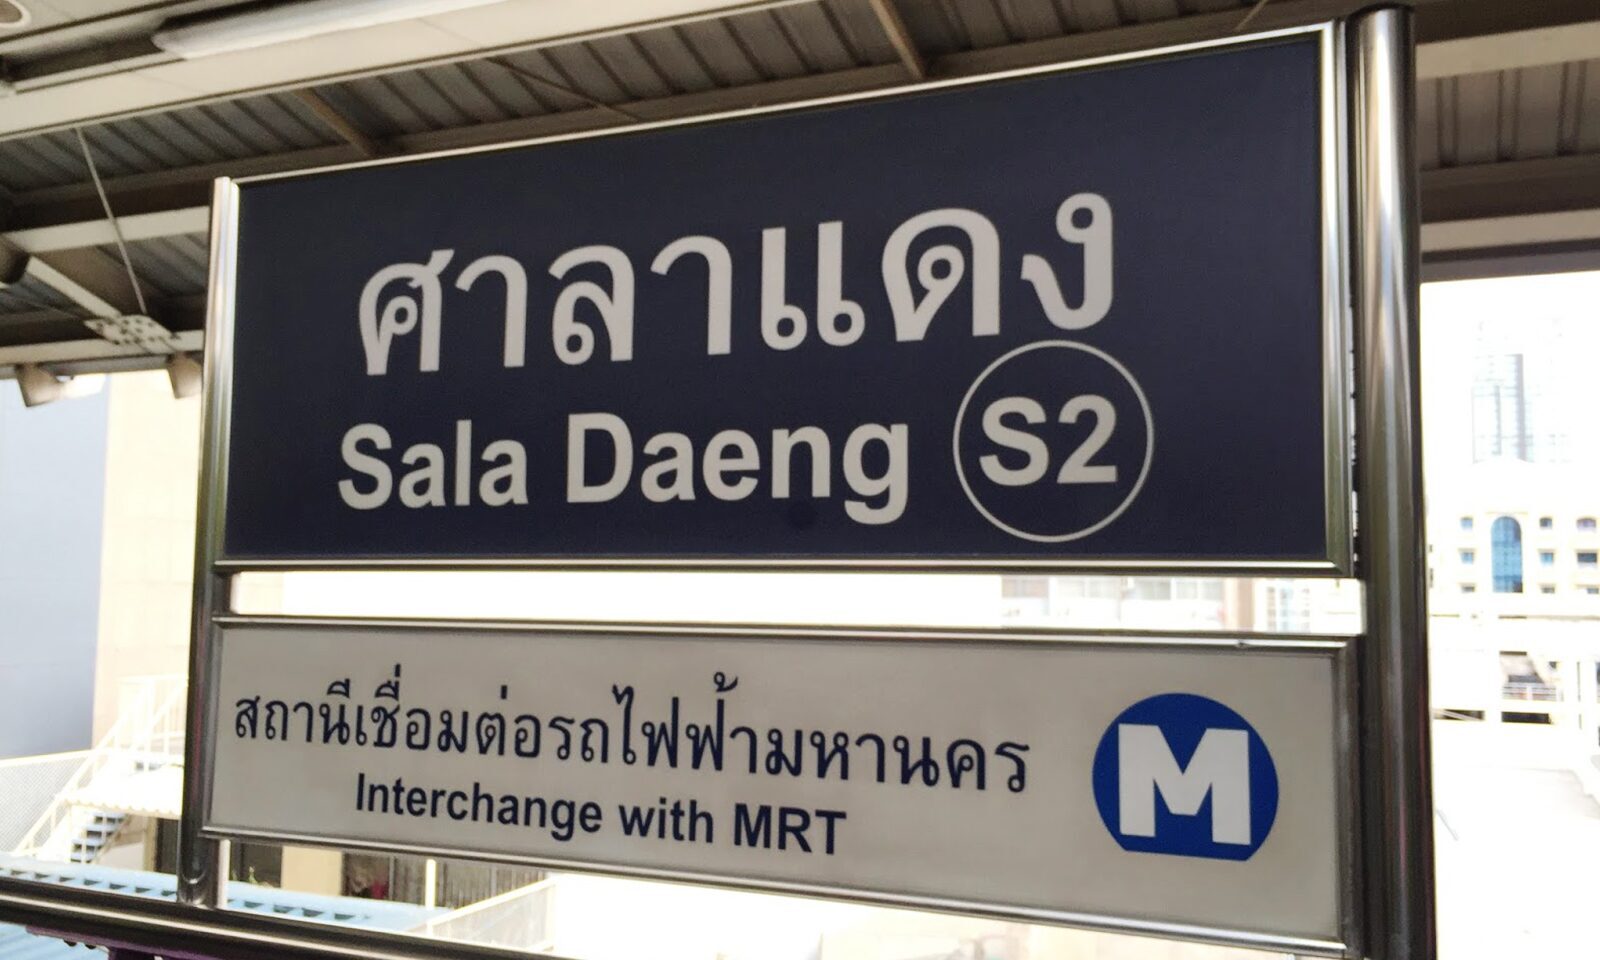 ศาลาแดง
Sala Daeng S2
สถานีเชื่อมต่อรถไฟฟ้ามหานคร
Interchange with MRT
M